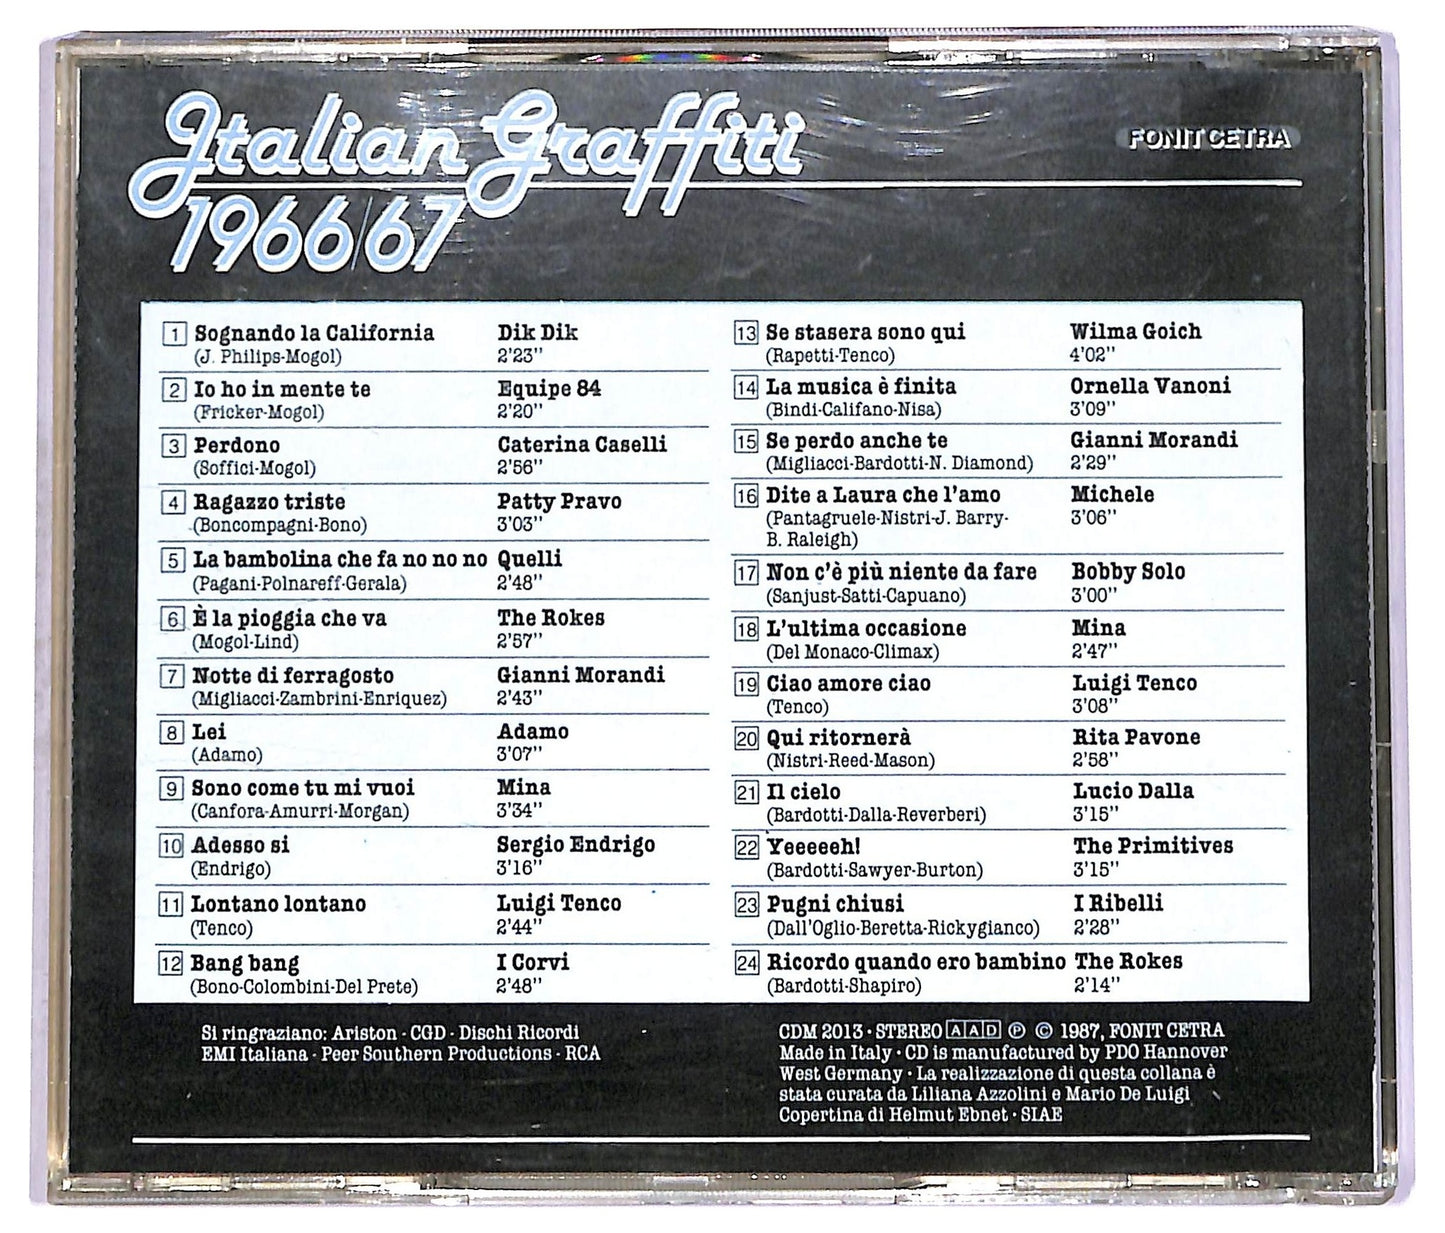 Italian Graffiti
FONIT CETRA
1966/67
1 Sognando la California Dik Dik
(J. Philips-Mogol) 2'23"
2 Io ho in mente te Equipe 84
(Fricker-Mogol) 2'20"
3 Perdono Caterina Caselli
(Soffici-Mogol) 2'56"
4 Ragazzo triste Patty Pravo
(Boncompagni-Bono) 3'03"
5 La bambolina che fa no no no Quelli
(Pagani-Polnareff-Gerala) 2'48"
6 È la pioggia che va The Rokes
(Mogol-Lind) 2'57"
7 Notte di ferragosto Gianni Morandi
(Migliacci-Zambrini-Enriquez) 2'43"
8 Lei Adamo
(Adamo) 3'07"
9 Sono come tu mi vuoi Mina
(Canfora-Amurri-Morgan) 3'34"
10 Adesso si Sergio Endrigo
(Endrigo) 3'16"
11 Lontano lontano Luigi Tenco
(Tenco) 2'44"
12 Bang bang I Corvi
(Bono-Colombini-Del Prete) 2'48"
13 Se stasera sono qui Wilma Goich
(Rapetti-Tenco) 4'02"
14 La musica è finita Ornella Vanoni
(Bindi-Califano-Nisa) 3'09"
15 Se perdo anche te Gianni Morandi
(Migliacci-Bardotti-N. Diamond) 2'29"
16 Dite a Laura che l'amo Michele
(Pantagruele-Nistri-J. Barry- 3'06"
B. Raleigh)
17 Non c'è più niente da fare Bobby Solo
(Sanjust-Satti-Capuano) 3'00"
18 L'ultima occasione Mina
(Del Monaco-Climax) 2'47"
19 Ciao amore ciao Luigi Tenco
(Tenco) 3'08"
20 Qui ritornerà Rita Pavone
(Nistri-Reed-Mason) 2'58"
21 Il cielo Lucio Dalla
(Bardotti-Dalla-Reverberi) 3'15"
22 Yeeeeeh! The Primitives
(Bardotti-Sawyer-Burton) 3'15"
23 Pugni chiusi I Ribelli
(Dall'Oglio-Beretta-Rickygianco) 2'28"
24 Ricordo quando ero bambino The Rokes
(Bardotti-Shapiro) 2'14"
Si ringraziano: Ariston · CGD · Dischi Ricordi
EMI Italiana · Peer Southern Productions · RCA
CDM 2013 · STEREO AAD ℗ © 1987, FONIT CETRA
Made in Italy · CD is manufactured by PDO Hannover
West Germany · La realizzazione di questa collana è
stata curata da Liliana Azzolini e Mario De Luigi
Copertina di Helmut Ebnet · SIAE